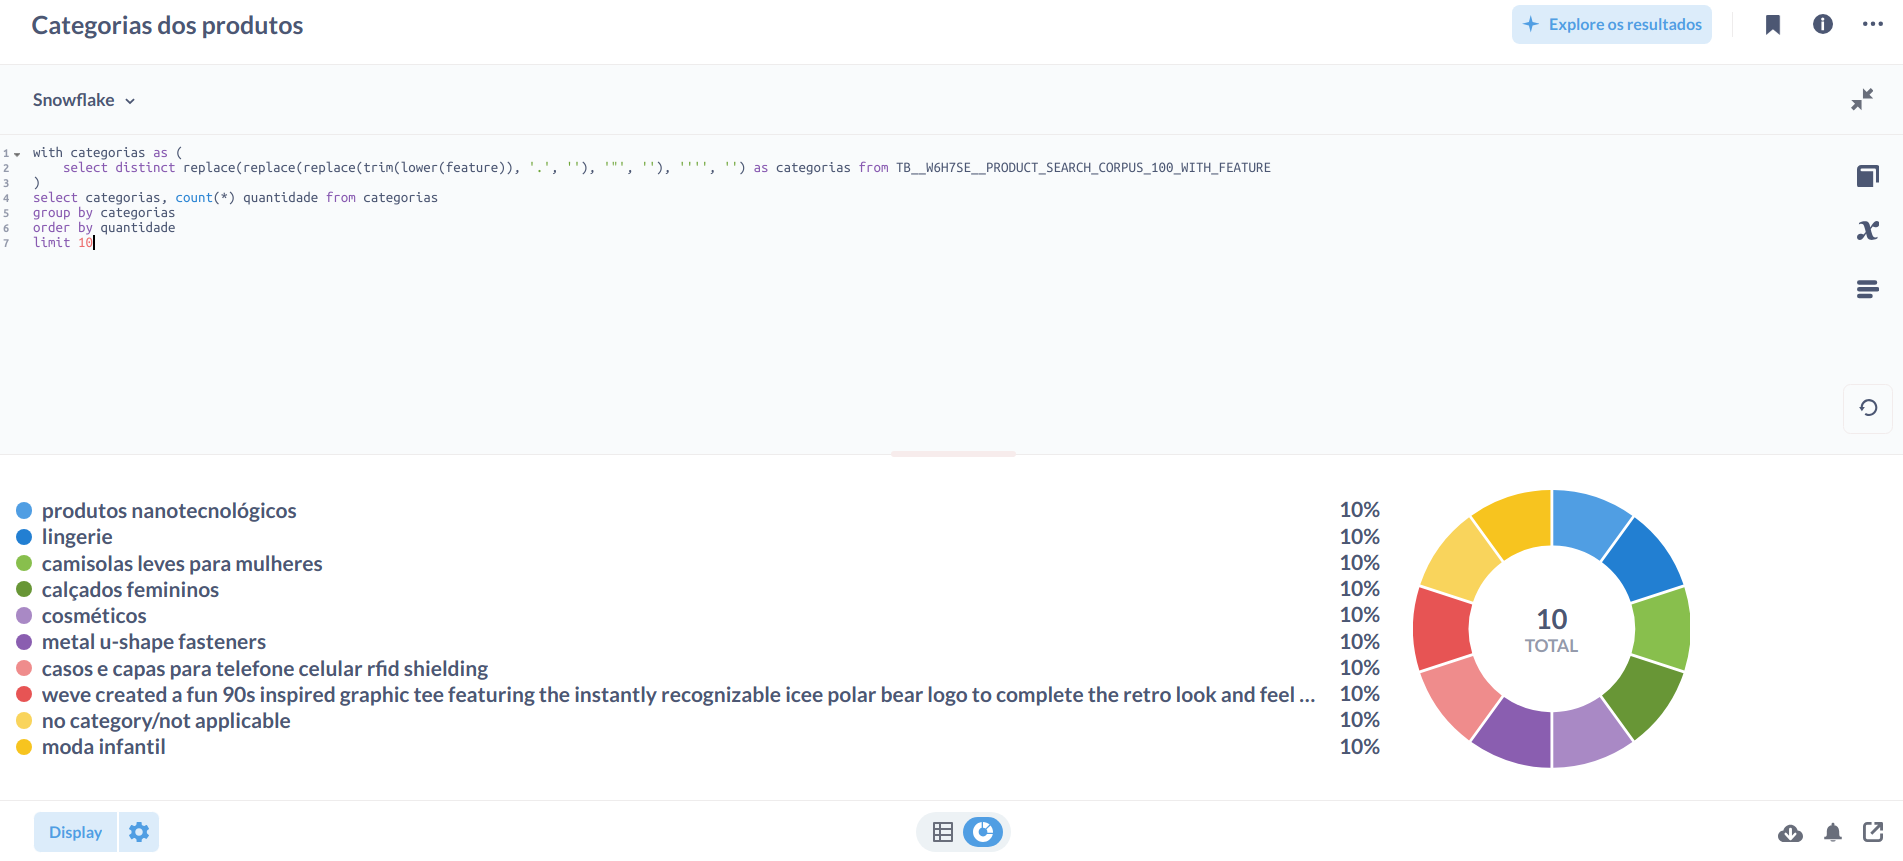 Categorias dos produtos
Explore os resultados
Snowflake
1 with categorias as (
2 select distinct replace(replace(replace(trim(lower(feature)), '.', ''), '"', ''), '''', '') as categorias from TB__W6H7SE__PRODUCT_SEARCH_CORPUS_100_WITH_FEATURE
3 )
4 select categorias, count(*) quantidade from categorias
5 group by categorias
6 order by quantidade
7 limit 10
produtos nanotecnológicos 10%
lingerie 10%
camisolas leves para mulheres 10%
calçados femininos 10%
cosméticos 10%
metal u-shape fasteners 10%
casos e capas para telefone celular rfid shielding 10%
weve created a fun 90s inspired graphic tee featuring the instantly recognizable icee polar bear logo to complete the retro look and feel ... 10%
no category/not applicable 10%
moda infantil 10%
10
TOTAL
Display